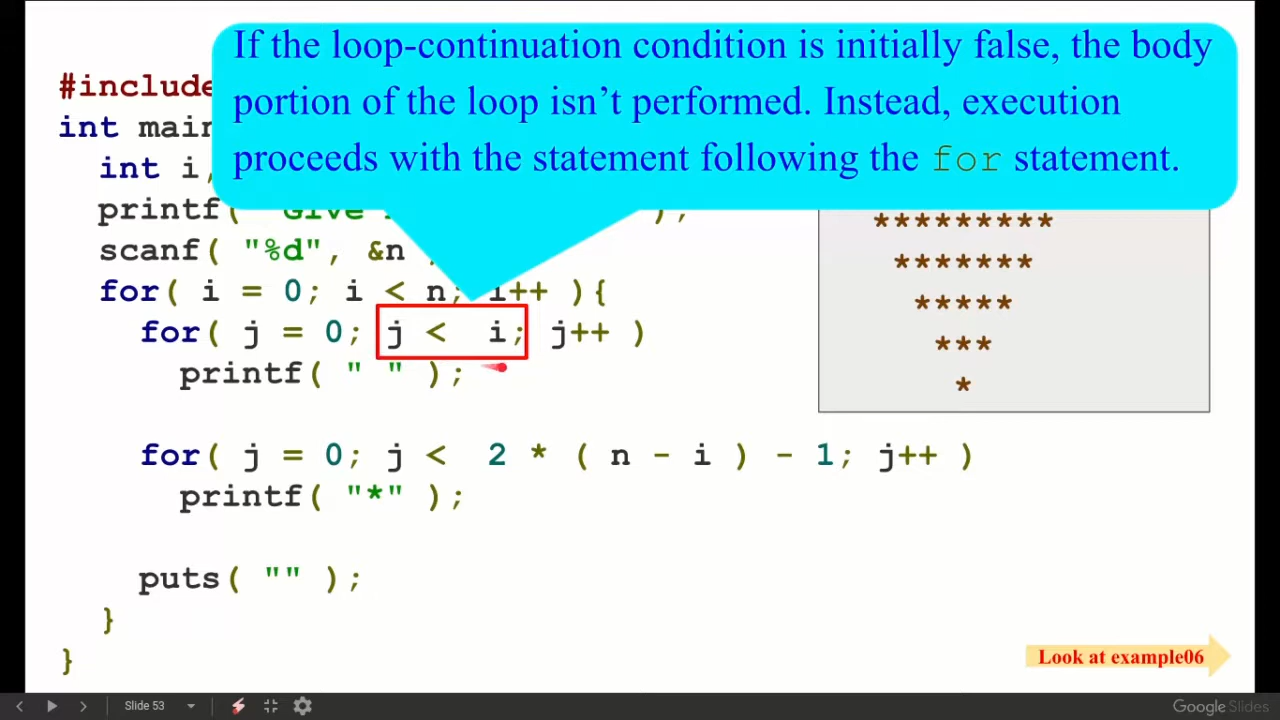 If the loop-continuation condition is initially false, the body
portion of the loop isn't performed. Instead, execution
proceeds with the statement following the for statement.
#include
int main
int i,
printf( "Give );
scanf( "%d", &n
for( i = 0; i < n; i++ ){
for( j = 0; j < i; j++ )
printf( " " );
for( j = 0; j < 2 * ( n - i ) - 1; j++ )
printf( "*" );
puts( "" );
}
}
*********
*******
*****
***
*
Look at example06
Slide 53
Google Slides